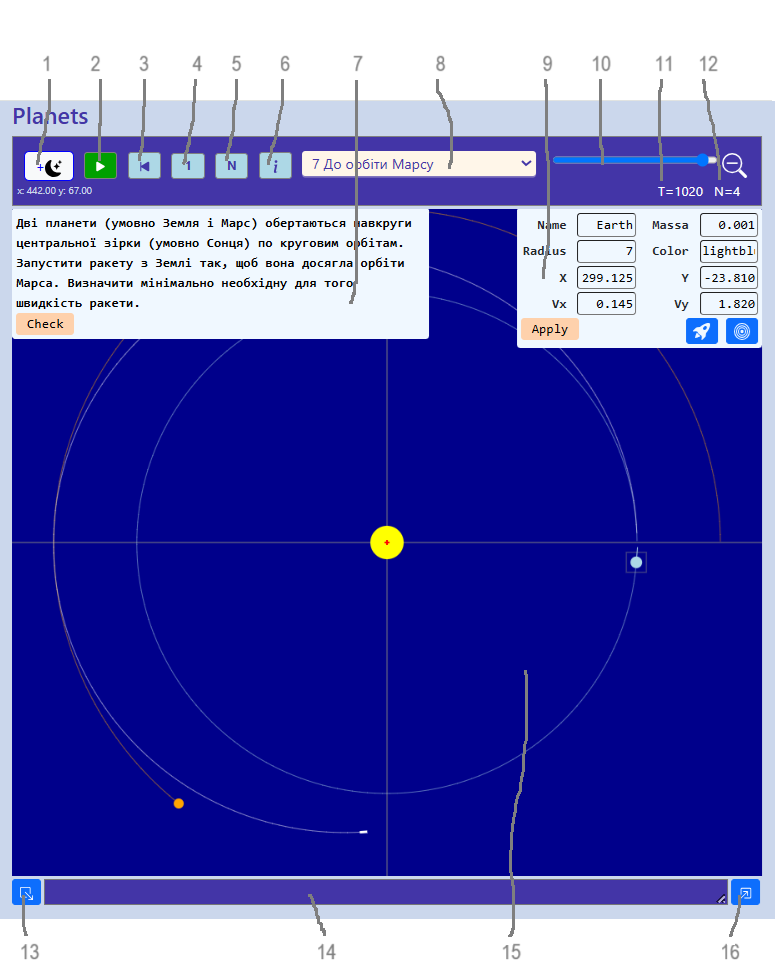 1 2 3 4 5 6 7 8 9 10 11 12
Planets
+ 1 N i 7 До орбіти Марсу
x: 442.00 y: 67.00 T=1020 N=4
Дві планети (умовно Земля і Марс) обертаються навкруги
центральної зірки (умовно Сонця) по круговим орбітам.
Запустити ракету з Землі так, щоб вона досягла орбіти
Марса. Визначити мінімально необхідну для того
швидкість ракети.
Check
Name Earth Massa 0.001
Radius 7 Color lightbl
X 299.125 Y -23.810
Vx 0.145 Vy 1.820
Apply
13 14 15 16